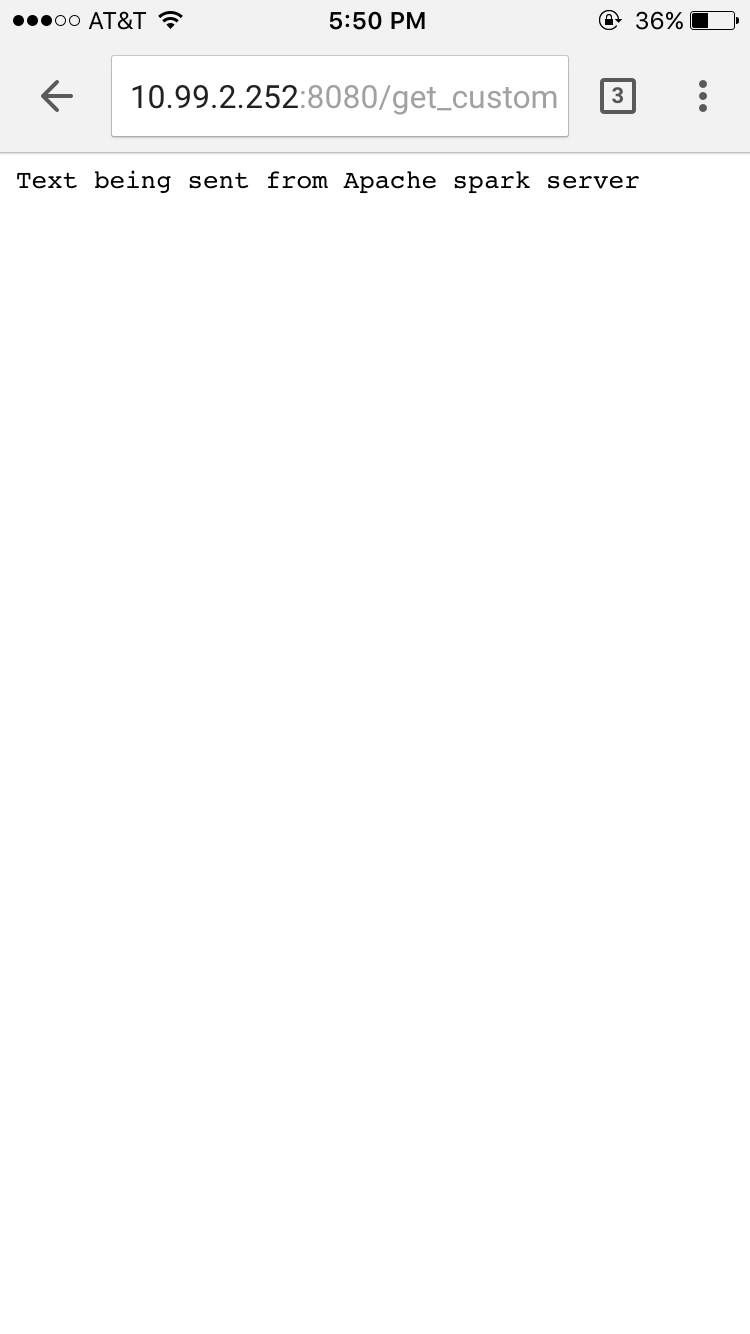 AT&T 5:50 PM 36%
10.99.2.252:8080/get_custom 3
Text being sent from Apache spark server